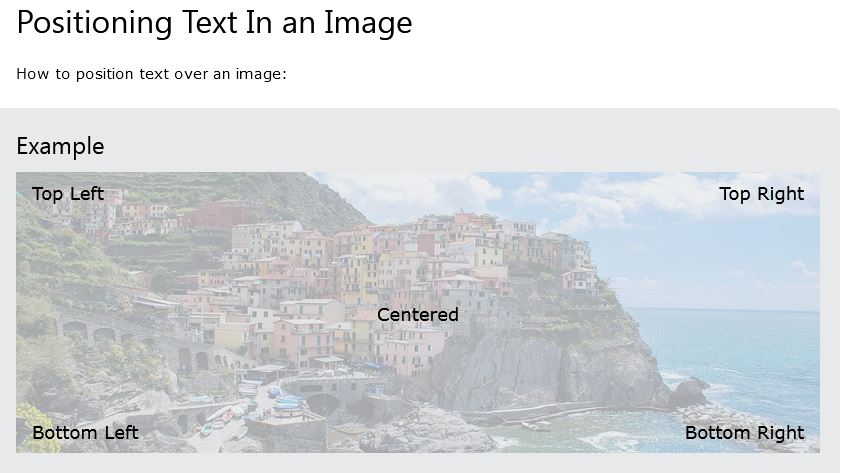 Positioning Text In an Image
How to position text over an image:
Example
Top Left
Top Right
Centered
Bottom Left
Bottom Right